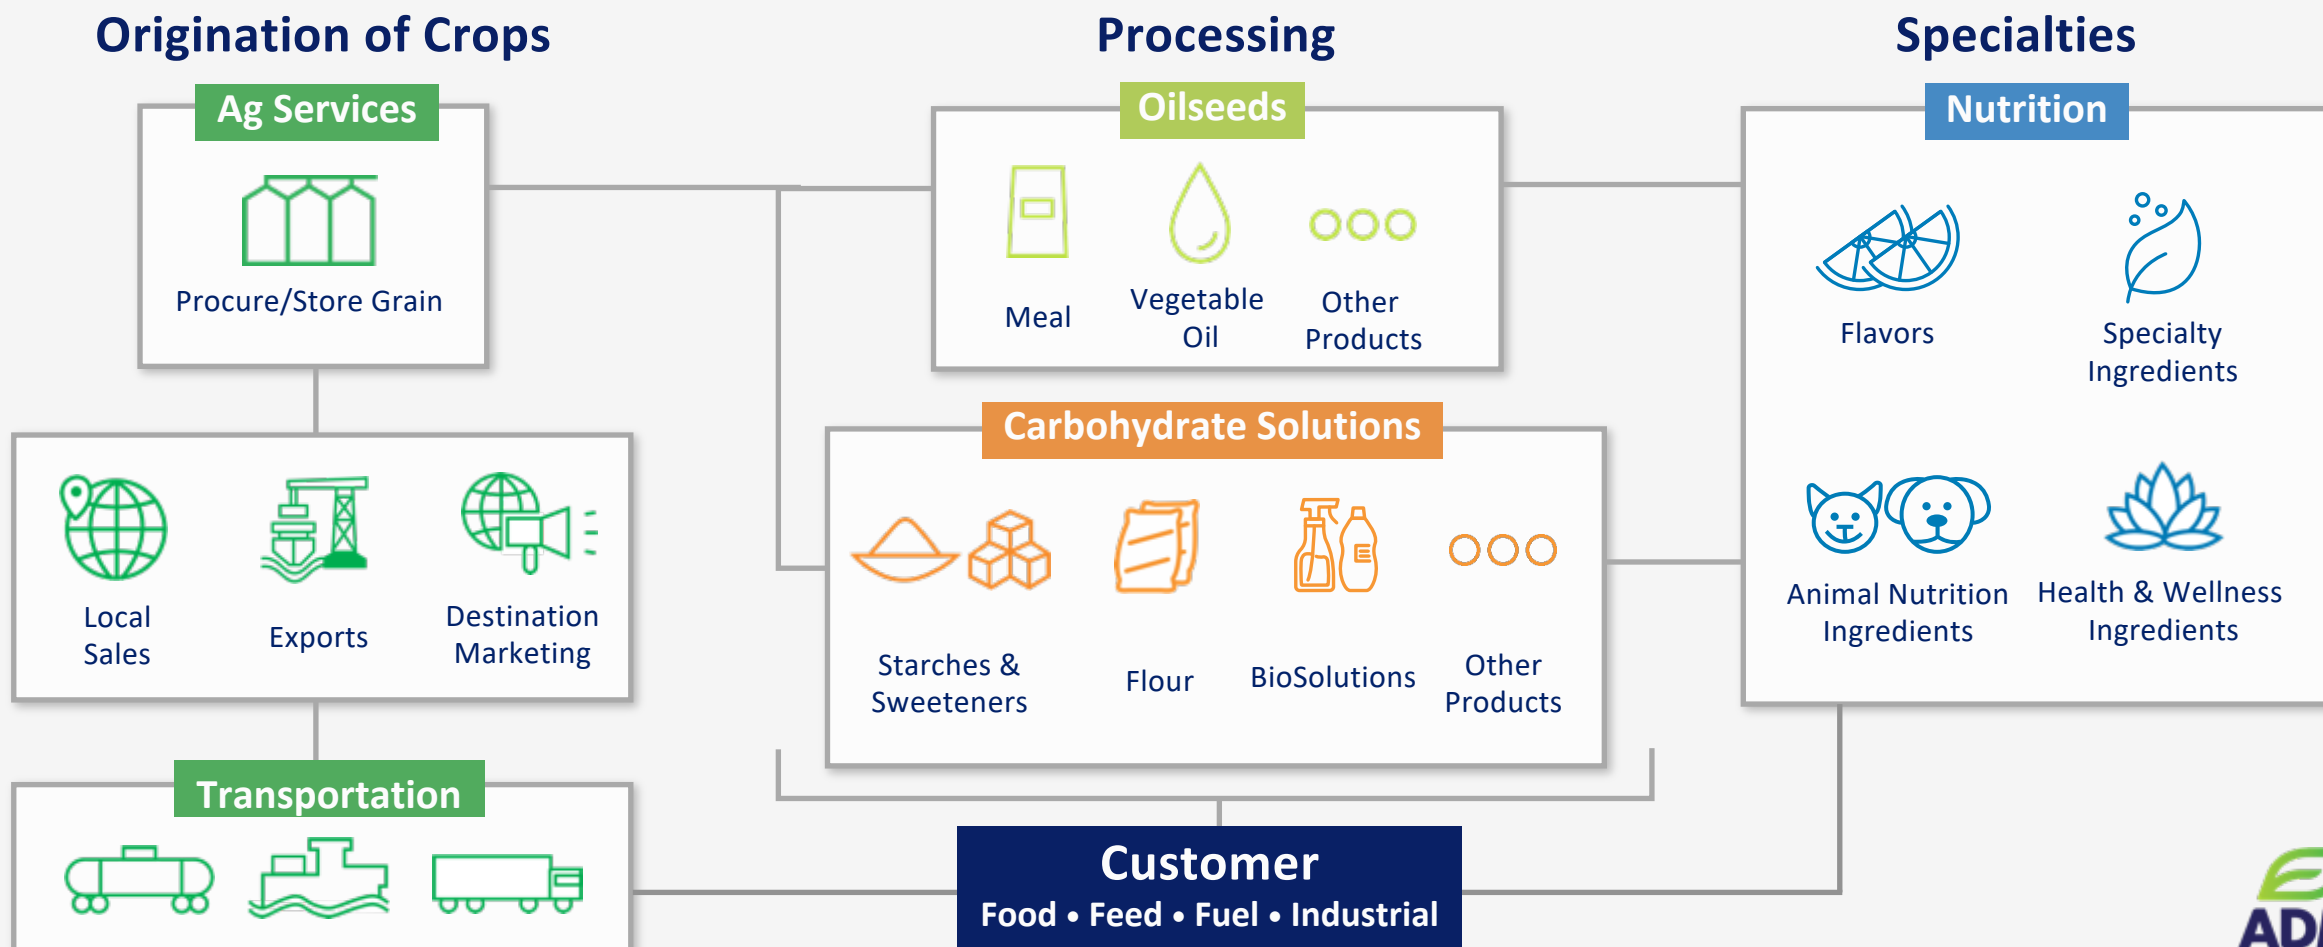 Origination of Crops
Ag Services
Procure/Store Grain
Local
Sales
Exports
Destination
Marketing
Transportation
Processing
Oilseeds
Meal
Vegetable
Oil
Other
Products
Carbohydrate Solutions
Starches &
Sweeteners
Flour
BioSolutions
Other
Products
Customer
Food • Feed • Fuel • Industrial
Specialties
Nutrition
Flavors
Specialty
Ingredients
Animal Nutrition
Ingredients
Health & Wellness
Ingredients